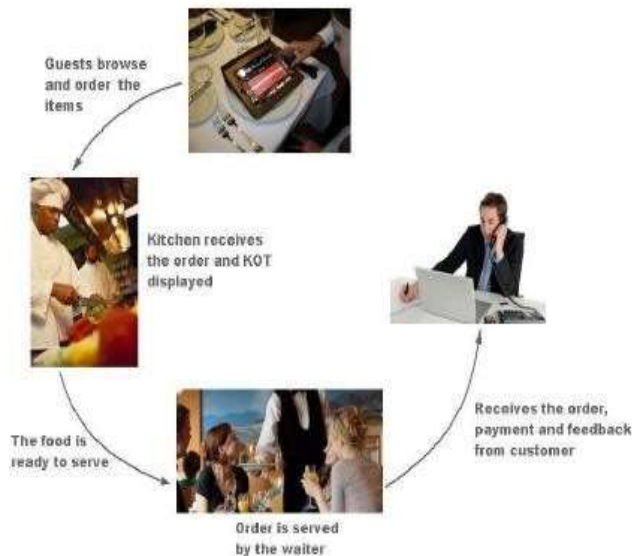 Guests browse
and order the
items
Kitchen receives
the order and KOT
displayed
The food is
ready to serve
Order is served
by the waiter
Receives the order,
payment and feedback
from customer